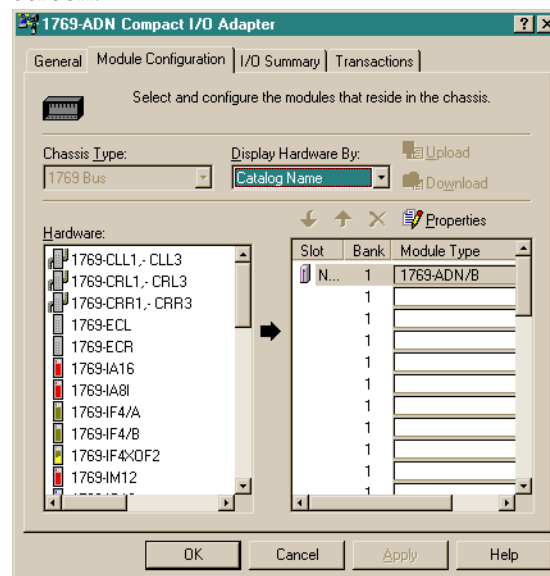 1769-ADN Compact I/O Adapter
General Module Configuration I/O Summary Transactions
Select and configure the modules that reside in the chassis.
Chassis Type: Display Hardware By: Upload
1769 Bus Catalog Name Download
Properties
Hardware:
Slot Bank Module Type
N... 1 1769-ADN/B
1
1
1
1
1
1
1
1
1
1
1769-CLL1,- CLL3
1769-CRL1,- CRL3
1769-CRR1,- CRR3
1769-ECL
1769-ECR
1769-IA16
1769-IA8I
1769-IF4/A
1769-IF4/B
1769-IF4XOF2
1769-IM12
OK Cancel Apply Help